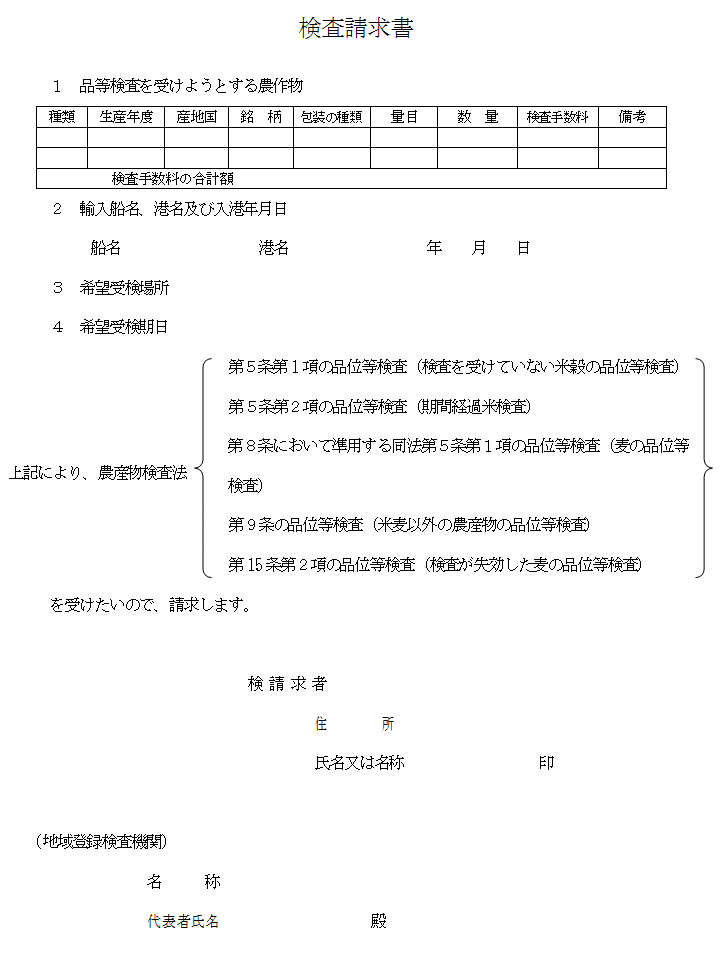 検査請求書
１　品等検査を受けようとする農作物
種類　生産年度　産地国　銘　柄　包装の種類　量目　数　量　検査手数料　備考
検査手数料の合計額
２　輸入船名、港名及び入港年月日
船名　港名　年　月　日
３　希望受検場所
４　希望受検期日
第５条第１項の品位等検査（検査を受けていない米穀の品位等検査）
第５条第２項の品位等検査（期間経過米検査）
第８条において準用する同法第５条第１項の品位等検査（麦の品位等
上記により、農産物検査法
検査）
第９条の品位等検査（米麦以外の農産物の品位等検査）
第15条第２項の品位等検査（検査が失効した麦の品位等検査）
を受けたいので、請求します。
検 請 求 者
住　所
氏名又は名称　印
（地域登録検査機関）
名　称
代表者氏名　殿